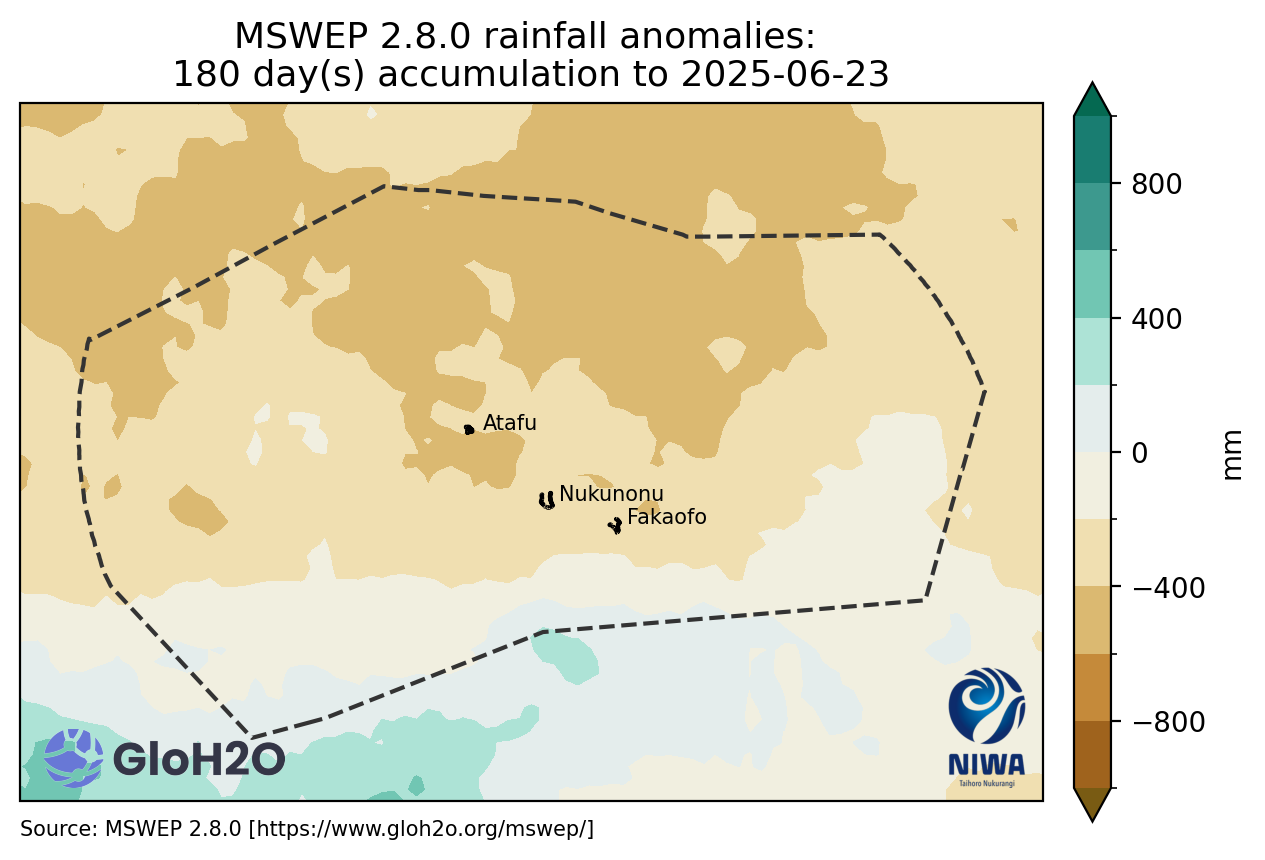 MSWEP 2.8.0 rainfall anomalies:
180 day(s) accumulation to 2025-06-23
800
400
0
−400
−800
mm
Atafu
Nukunonu
Fakaofo
GloH2O
NIWA
Taihoro Nukurangi
Source: MSWEP 2.8.0 [https://www.gloh2o.org/mswep/]